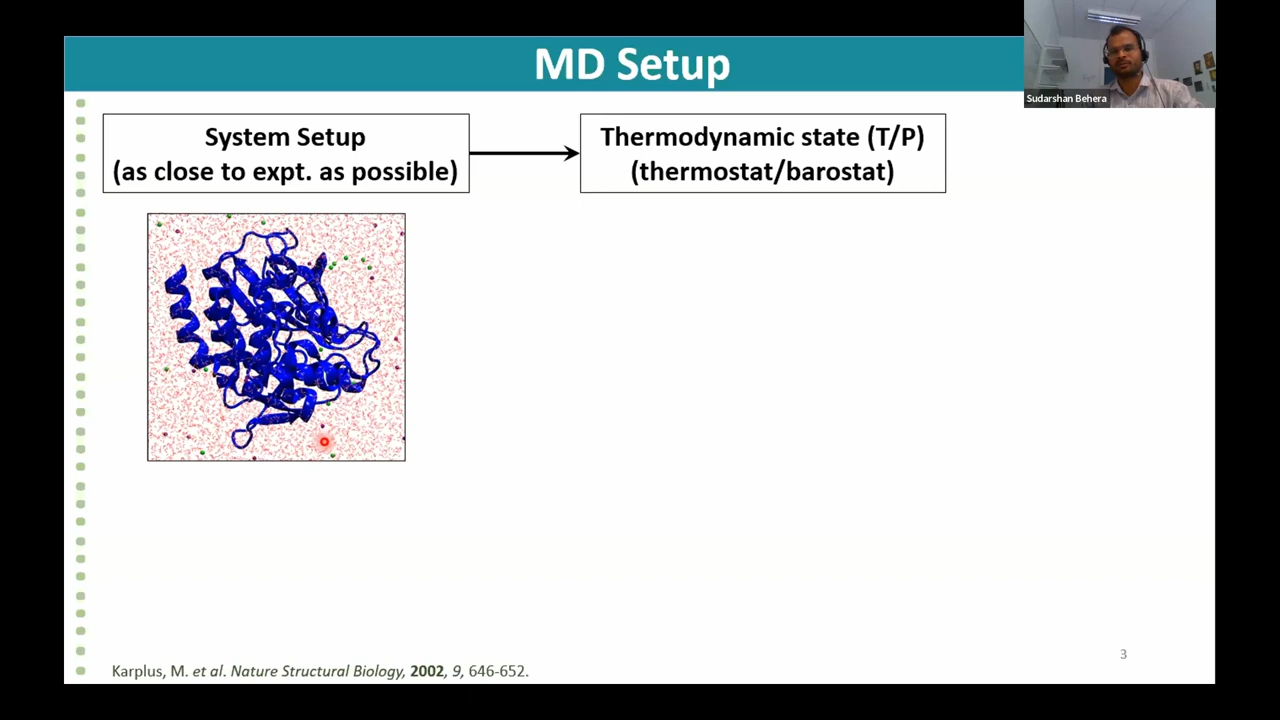 MD Setup
Sudarshan Behera
System Setup
(as close to expt. as possible)
Thermodynamic state (T/P)
(thermostat/barostat)
3
Karplus, M. et al. Nature Structural Biology, 2002, 9, 646-652.